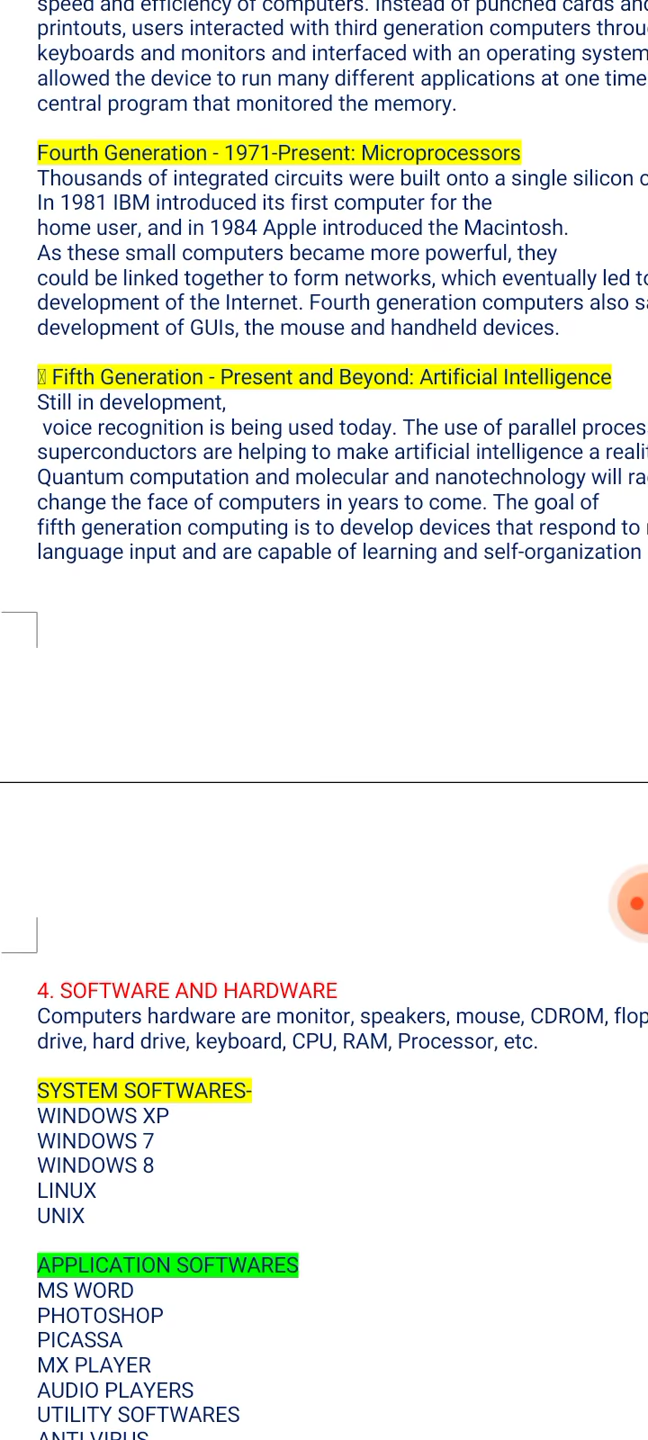 speed and efficiency of computers. Instead of punched cards and
printouts, users interacted with third generation computers
keyboards and monitors and interfaced with an operating system
allowed the device to run many different applications at one time
central program that monitored the memory.
Fourth Generation - 1971-Present: Microprocessors
Thousands of integrated circuits were built onto a single silicon
In 1981 IBM introduced its first computer for the
home user, and in 1984 Apple introduced the Macintosh.
As these small computers became more powerful, they
could be linked together to form networks, which eventually led
development of the Internet. Fourth generation computers also
development of GUIs, the mouse and handheld devices.
Fifth Generation - Present and Beyond: Artificial Intelligence
Still in development,
voice recognition is being used today. The use of parallel
superconductors are helping to make artificial intelligence a
Quantum computation and molecular and nanotechnology will
change the face of computers in years to come. The goal of
fifth generation computing is to develop devices that respond to
language input and are capable of learning and self-organization
4. SOFTWARE AND HARDWARE
Computers hardware are monitor, speakers, mouse, CDROM,
drive, hard drive, keyboard, CPU, RAM, Processor, etc.
SYSTEM SOFTWARES-
WINDOWS XP
WINDOWS 7
WINDOWS 8
LINUX
UNIX
APPLICATION SOFTWARES
MS WORD
PHOTOSHOP
PICASSA
MX PLAYER
AUDIO PLAYERS
UTILITY SOFTWARES
ANTI VIRUS